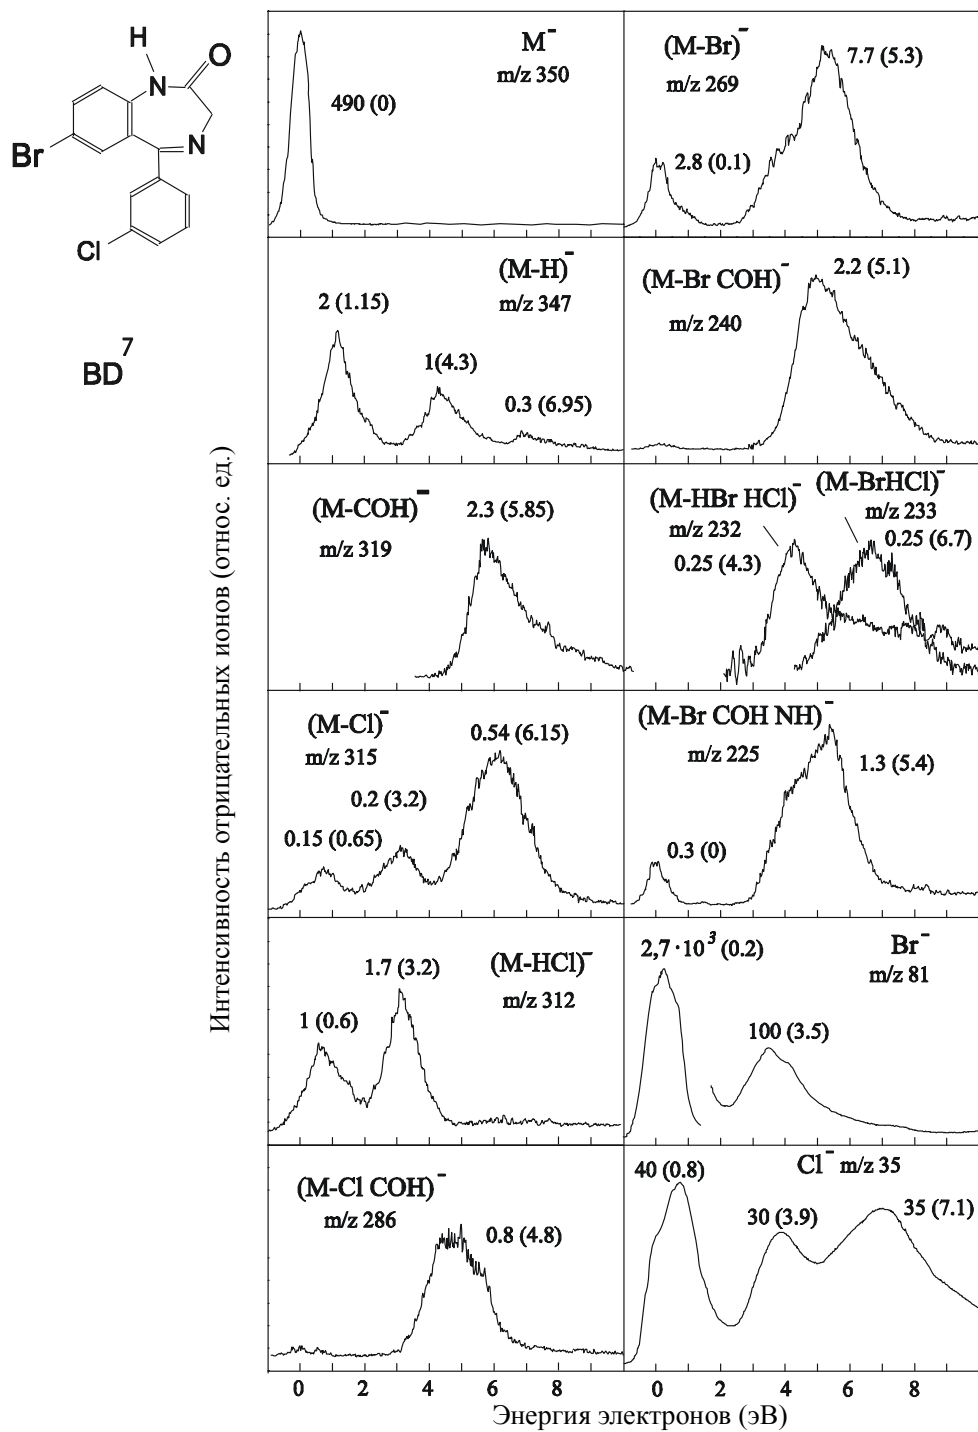 H
N
O
N
Br
Cl
BD⁷
Интенсивность отрицательных ионов (относ. ед.)
M⁻
m/z 350
490 (0)
(M-H)⁻
m/z 347
2 (1.15)
1(4.3)
0.3 (6.95)
(M-COH)⁻
m/z 319
2.3 (5.85)
(M-Cl)⁻
m/z 315
0.54 (6.15)
0.2 (3.2)
0.15 (0.65)
(M-HCl)⁻
m/z 312
1.7 (3.2)
1 (0.6)
(M-Cl COH)⁻
m/z 286
0.8 (4.8)
0 2 4 6 8
(M-Br)⁻
m/z 269
7.7 (5.3)
2.8 (0.1)
(M-Br COH)⁻
m/z 240
2.2 (5.1)
(M-HBr HCl)⁻
m/z 232
0.25 (4.3)
(M-BrHCl)⁻
m/z 233
0.25 (6.7)
(M-Br COH NH)⁻
m/z 225
1.3 (5.4)
0.3 (0)
2,7·10³ (0.2)
Br⁻
m/z 81
100 (3.5)
Cl⁻ m/z 35
40 (0.8)
30 (3.9)
35 (7.1)
0 2 4 6 8
Энергия электронов (эВ)